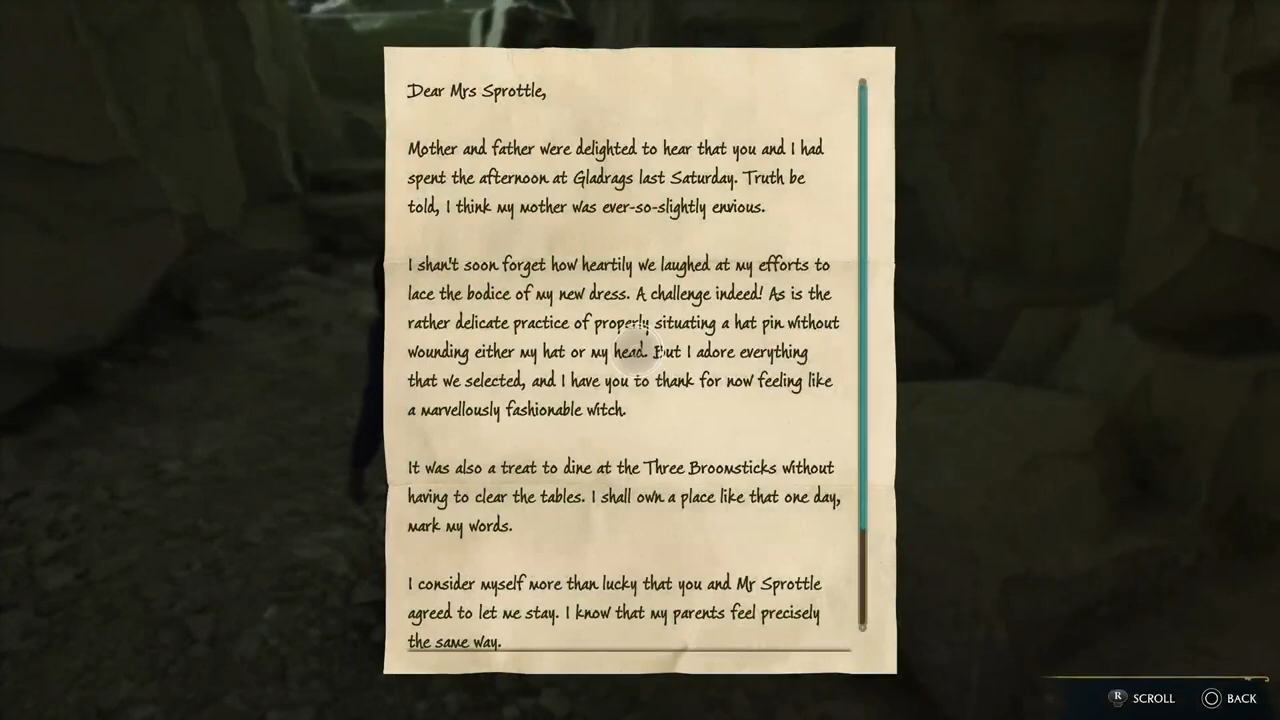 Dear Mrs Sprottle,
Mother and father were delighted to hear that you and I had
spent the afternoon at Gladrags last Saturday. Truth be
told, I think my mother was ever-so-slightly envious.
I shan't soon forget how heartily we laughed at my efforts to
lace the bodice of my new dress. A challenge indeed! As is the
rather delicate practice of properly situating a hat pin without
wounding either my hat or my head. But I adore everything
that we selected, and I have you to thank for now feeling like
a marvellously fashionable witch.
It was also a treat to dine at the Three Broomsticks without
having to clear the tables. I shall own a place like that one day,
mark my words.
I consider myself more than lucky that you and Mr Sprottle
agreed to let me stay. I know that my parents feel precisely
the same way.
R SCROLL BACK